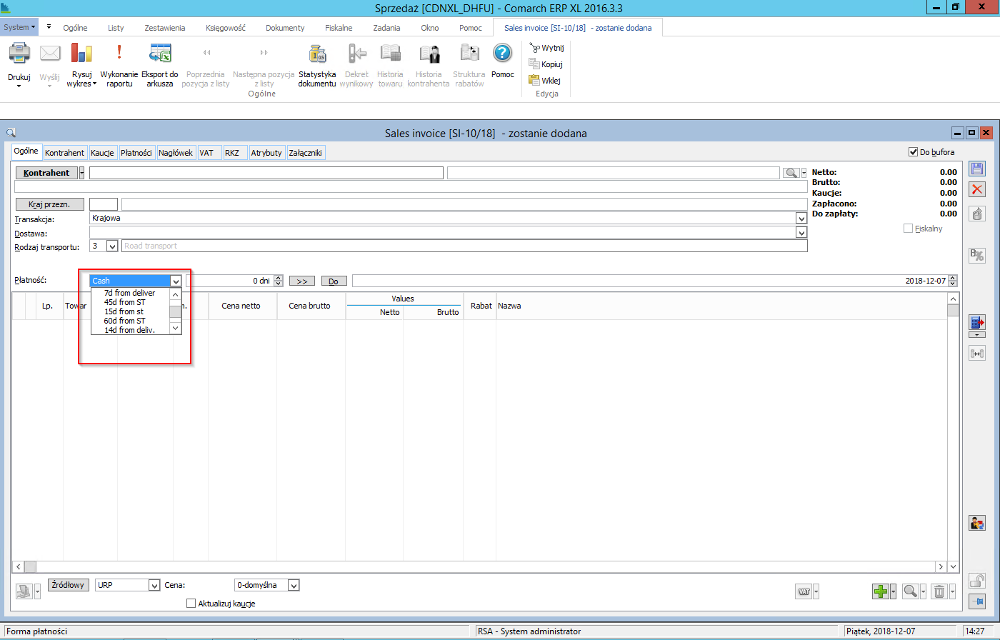 Sprzedaż [CDNXL_DHFU] - Comarch ERP XL 2016.3.3
System Ogólne Listy Zestawienia Księgowość Dokumenty Fiskalne Zadania Okno Pomoc Sales invoice [SI-10/18] - zostanie dodana
Drukuj
Wyślij
Rysuj
wykres
Wykonanie
raportu
Eksport do
arkusza
Poprzednia
pozycja z listy
Następna pozycja
z listy
Statystyka
dokumentu
Dekret
wynikowy
Historia
towaru
Historia
kontrahenta
Struktura
rabatów
Pomoc
Ogólne
Wytnij
Kopiuj
Wklej
Edycja
Sales invoice [SI-10/18] - zostanie dodana
Ogólne Kontrahent Kaucje Płatności Nagłówek VAT RKZ Atrybuty Załączniki
Do bufora
Kontrahent
Netto: 0.00
Brutto: 0.00
Kaucje: 0.00
Zapłacono: 0.00
Do zapłaty: 0.00
Fiskalny
Kraj przezn.
Transakcja: Krajowa
Dostawa:
Rodzaj transportu: 3 Road transport
Płatność: Cash 0 dni >> Do 2018-12-07
7d from deliver
45d from ST
15d from st
60d from ST
14d from deliv.
Lp. Towar Cena netto Cena brutto Values Rabat Nazwa
Netto Brutto
Źródłowy URP Cena: 0-domyślna
Aktualizuj kaucje
VAT
Forma płatności RSA - System administrator Piątek, 2018-12-07 14:27